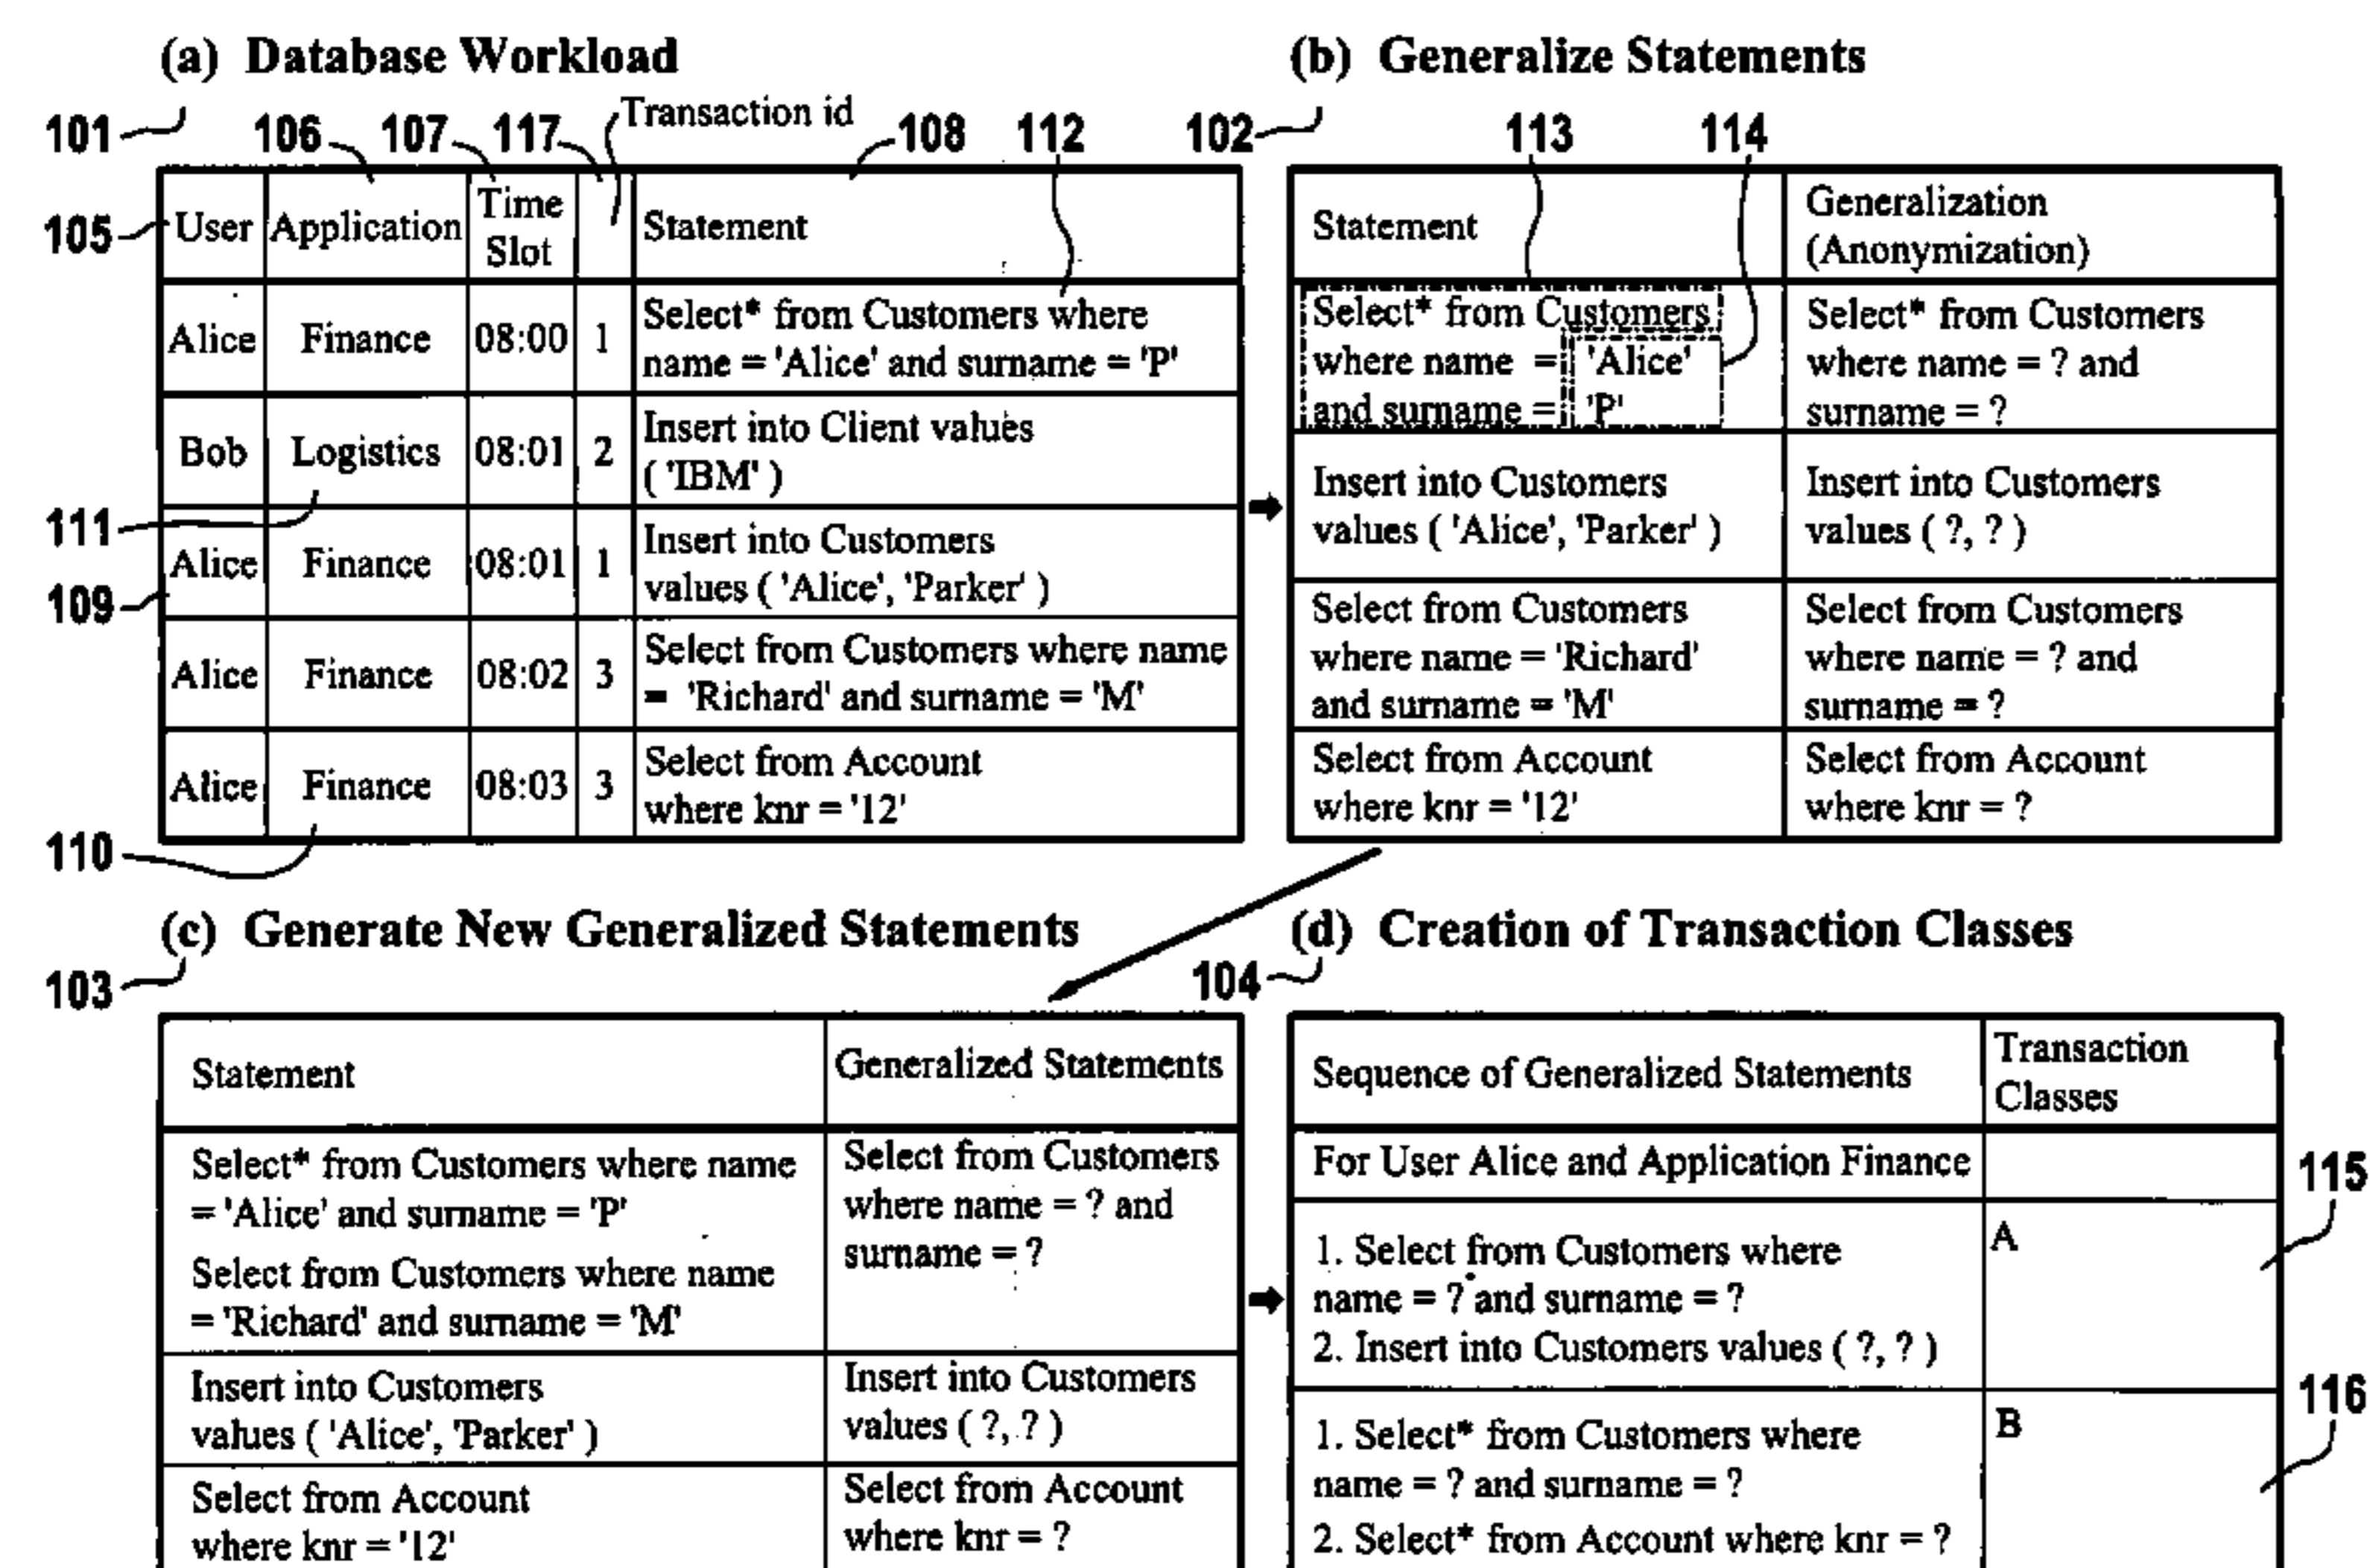 (a) Database Workload
101
106
107
117
Transaction id
108
112
105
User
Application
Time
Slot
Statement
Alice
Finance
08:00
1
Select* from Customers where
name = 'Alice' and surname = 'P'
Bob
Logistics
08:01
2
Insert into Client values
( 'IBM' )
111
Alice
Finance
08:01
1
Insert into Customers
values ( 'Alice', 'Parker' )
109
Alice
Finance
08:02
3
Select from Customers where name
= 'Richard' and surname = 'M'
Alice
Finance
08:03
3
Select from Account
where knr = '12'
110
(b) Generalize Statements
102
113
114
Statement
Generalization
(Anonymization)
Select* from Customers
where name = 'Alice'
and surname = 'P'
Select* from Customers
where name = ? and
surname = ?
Insert into Customers
values ( 'Alice', 'Parker' )
Insert into Customers
values ( ?, ? )
Select from Customers
where name = 'Richard'
and surname = 'M'
Select from Customers
where name = ? and
surname = ?
Select from Account
where knr = '12'
Select from Account
where knr = ?
(c) Generate New Generalized Statements
103
Statement
Generalized Statements
Select* from Customers where name
= 'Alice' and surname = 'P'
Select from Customers where name
= 'Richard' and surname = 'M'
Select from Customers
where name = ? and
surname = ?
Insert into Customers
values ( 'Alice', 'Parker' )
Insert into Customers
values ( ?, ? )
Select from Account
where knr = '12'
Select from Account
where knr = ?
(d) Creation of Transaction Classes
104
Sequence of Generalized Statements
Transaction
Classes
For User Alice and Application Finance
115
1. Select from Customers where
name = ? and surname = ?
2. Insert into Customers values ( ?, ? )
A
116
1. Select* from Customers where
name = ? and surname = ?
2. Select* from Account where knr = ?
B